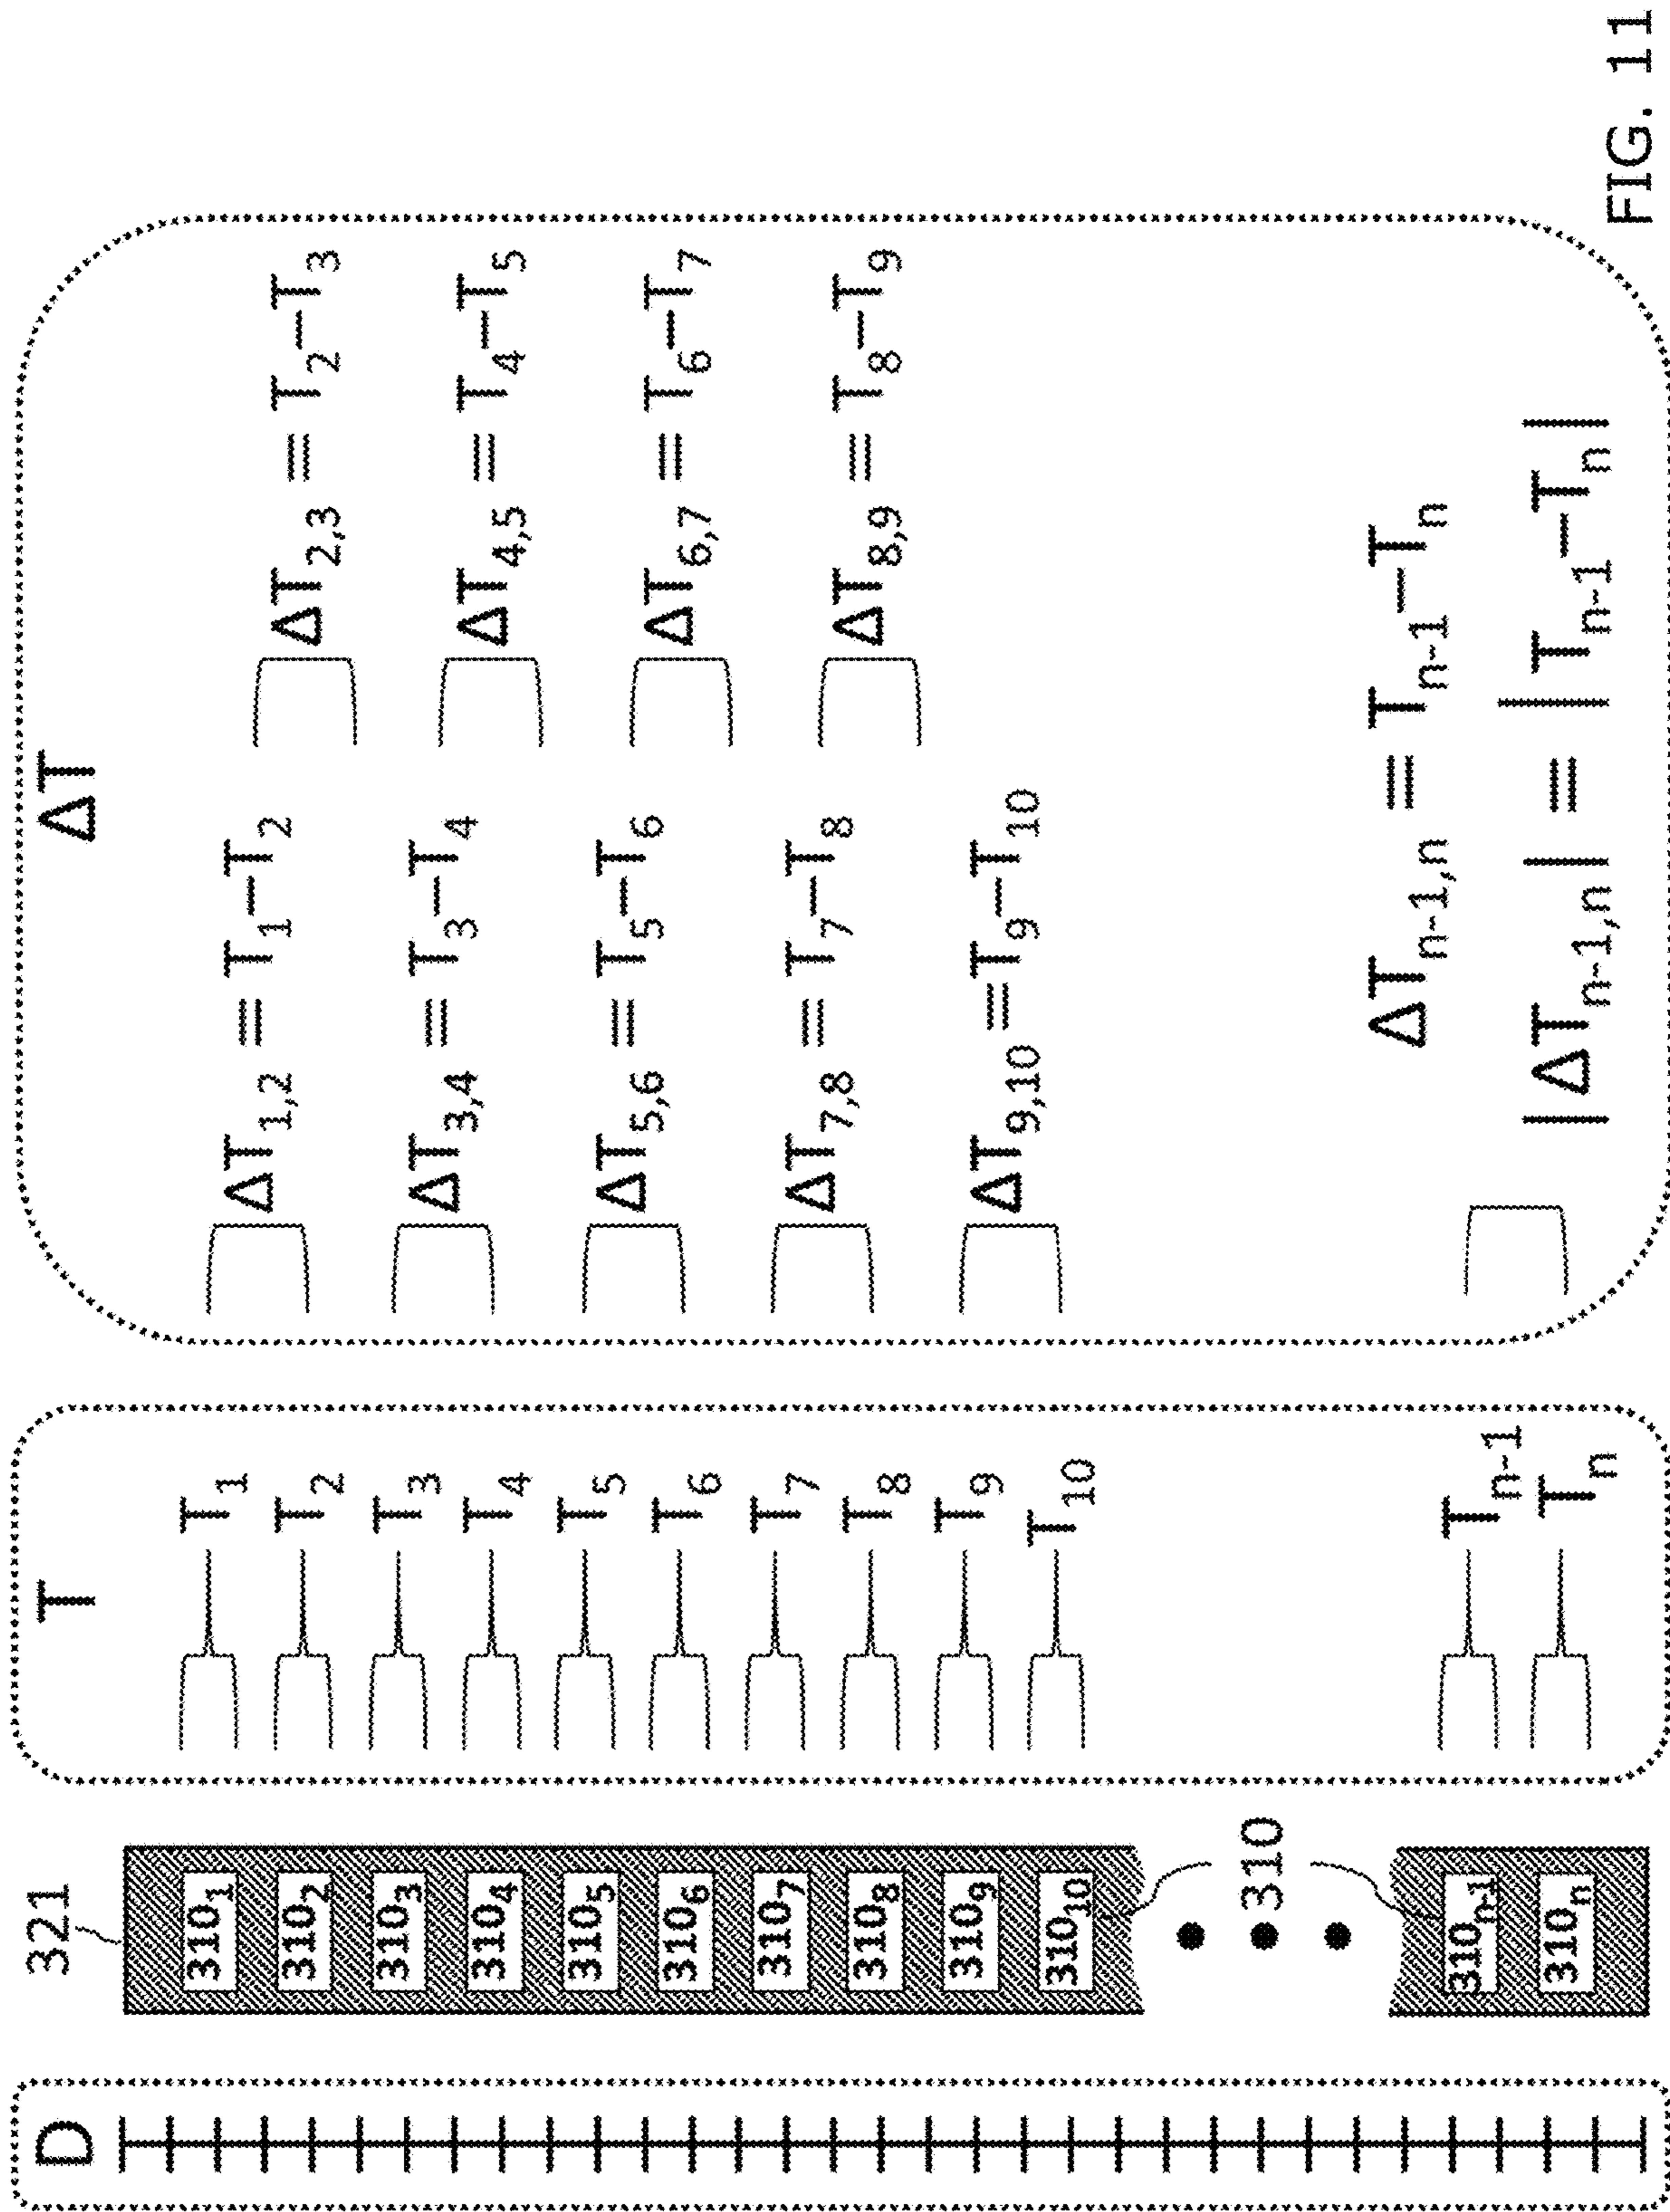 D
321
310₁
310₂
310₃
310₄
310₅
310₆
310₇
310₈
310₉
310₁₀
310
310ₙ₋₁
310ₙ
T
T₁
T₂
T₃
T₄
T₅
T₆
T₇
T₈
T₉
T₁₀
Tₙ₋₁
Tₙ
ΔT
ΔT₁,₂ = T₁−T₂
ΔT₂,₃ = T₂−T₃
ΔT₃,₄ = T₃−T₄
ΔT₄,₅ = T₄−T₅
ΔT₅,₆ = T₅−T₆
ΔT₆,₇ = T₆−T₇
ΔT₇,₈ = T₇−T₈
ΔT₈,₉ = T₈−T₉
ΔT₉,₁₀ = T₉−T₁₀
ΔTₙ₋₁,ₙ = Tₙ₋₁−Tₙ
|ΔTₙ₋₁,ₙ| = |Tₙ₋₁−Tₙ|
FIG. 11